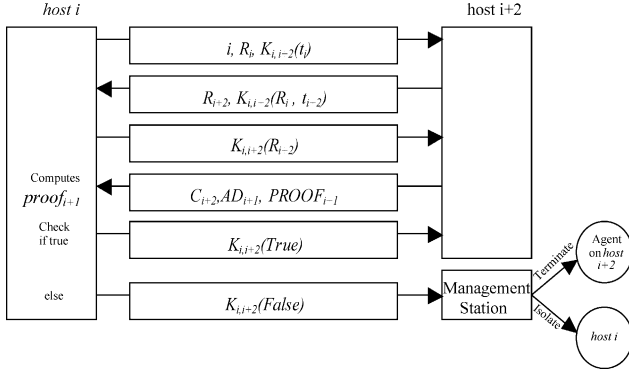 host i
host i+2
i, Ri, Ki,i−2(ti)
Ri+2, Ki,i−2(Ri , ti−2)
Ki,i+2(Ri−2)
Computes
proofi+1
Ci+2,ADi+1, PROOFi−1
Check
if true
Ki,i+2(True)
else
Ki,i+2(False)
Management
Station
Terminate
Isolate
Agent
on host
i+2
host i